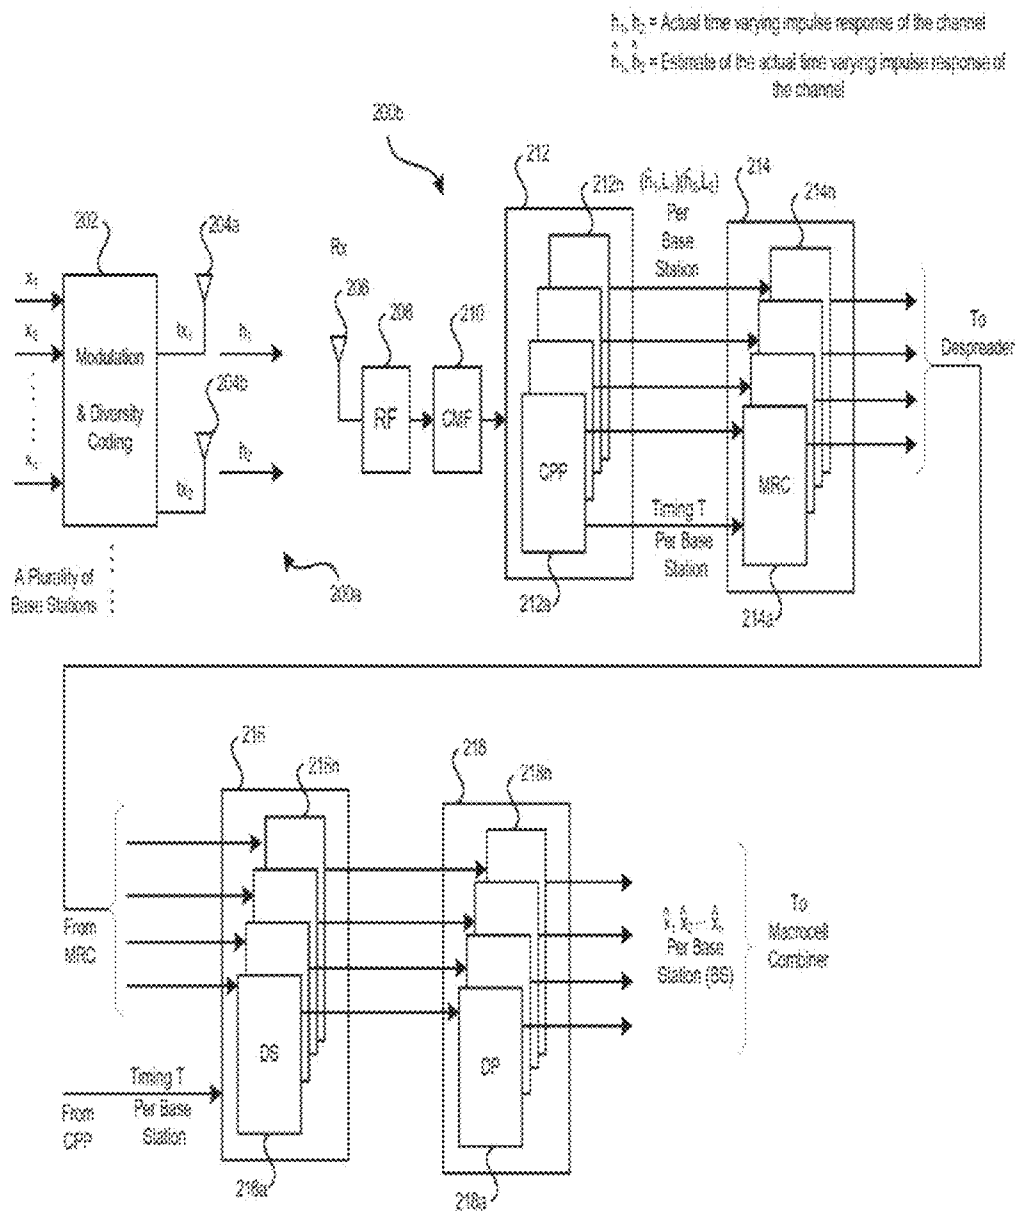 h₁, h₂ = Actual time varying impulse response of the channel
ĥ₁, ĥ₂ = Estimate of the actual time varying impulse response of
the channel
200b
212
212n
(ĥ₁,L₁)(ĥ₂,L₂)
Per
Base
Station
214
214n
202
204a
Rx
206
208
210
x₁
x₂
Modulation
& Diversity
Coding
tx₁
h₁
204b
tx₂
h₂
RF
CMF
CPP
MRC
To
Despreader
Timing T
Per Base
Station
A Plurality of
Base Stations
200a
212a
214a
216
216n
218
218n
From
MRC
DS
DP
Per Base
Station (BS)
To
Macrocell
Combiner
Timing T
Per Base
Station
From
CPP
216a
218a